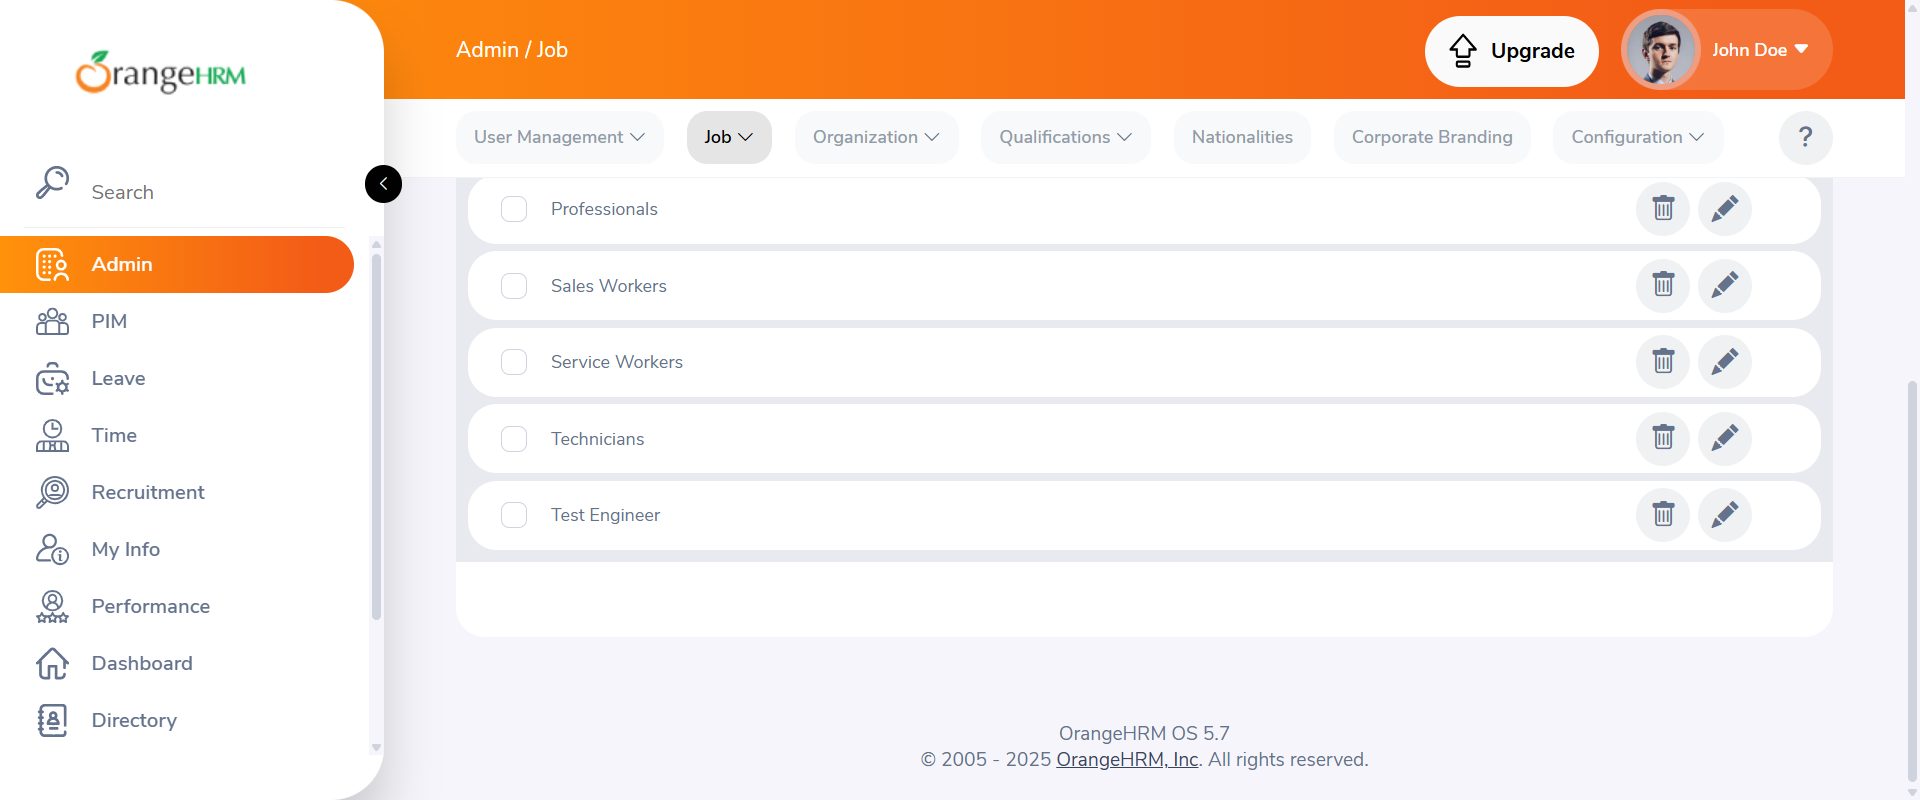 OrangeHRM
Admin / Job
Upgrade
John Doe
User Management
Job
Organization
Qualifications
Nationalities
Corporate Branding
Configuration
?
Search
Admin
PIM
Leave
Time
Recruitment
My Info
Performance
Dashboard
Directory
Professionals
Sales Workers
Service Workers
Technicians
Test Engineer
OrangeHRM OS 5.7
© 2005 - 2025 OrangeHRM, Inc. All rights reserved.